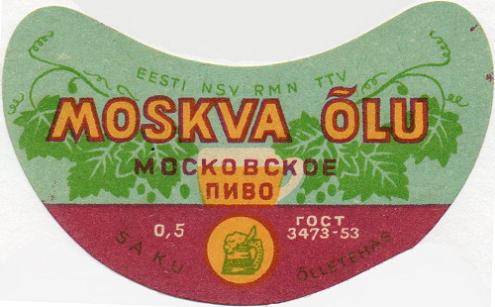 EESTI NSV RMN TTV
MOSKVA ÕLU
МОСКОВСКОЕ
ПИВО
0,5
ГОСТ
3473-53
SAKU ÕLLETEHAS